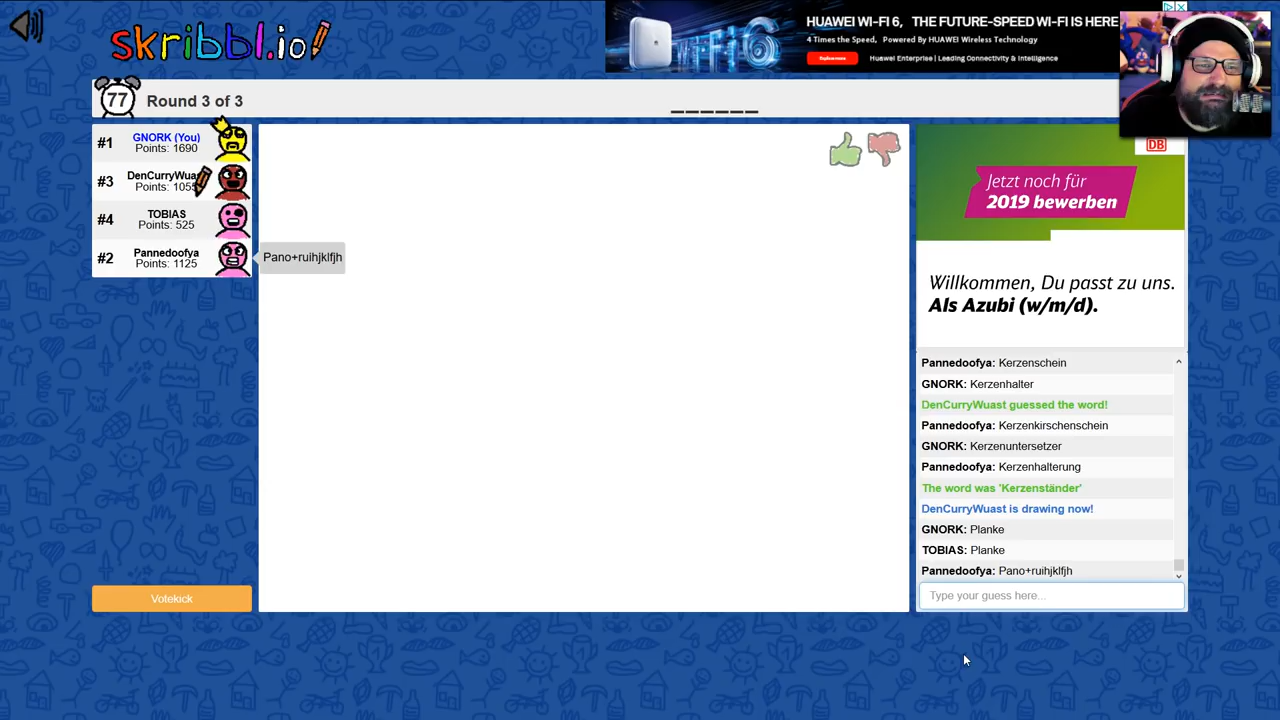 skribbl.io
HUAWEI WI-FI 6, THE FUTURE-SPEED WI-FI IS HERE
4 Times the Speed, Powered By HUAWEI Wireless Technology
Huawei Enterprise | Leading Connectivity & Intelligence
77
Round 3 of 3
______
#1
GNORK (You)
Points: 1690
#3
DenCurryWuast
Points: 1055
#4
TOBIAS
Points: 525
#2
Pannedoofya
Points: 1125
Pano+ruihjklfjh
DB
Jetzt noch für
2019 bewerben
Willkommen, Du passt zu uns.
Als Azubi (w/m/d).
Pannedoofya: Kerzenschein
GNORK: Kerzenhalter
DenCurryWuast guessed the word!
Pannedoofya: Kerzenkirschenschein
GNORK: Kerzenuntersetzer
Pannedoofya: Kerzenhalterung
The word was 'Kerzenständer'
DenCurryWuast is drawing now!
GNORK: Planke
TOBIAS: Planke
Pannedoofya: Pano+ruihjklfjh
Type your guess here...
Votekick